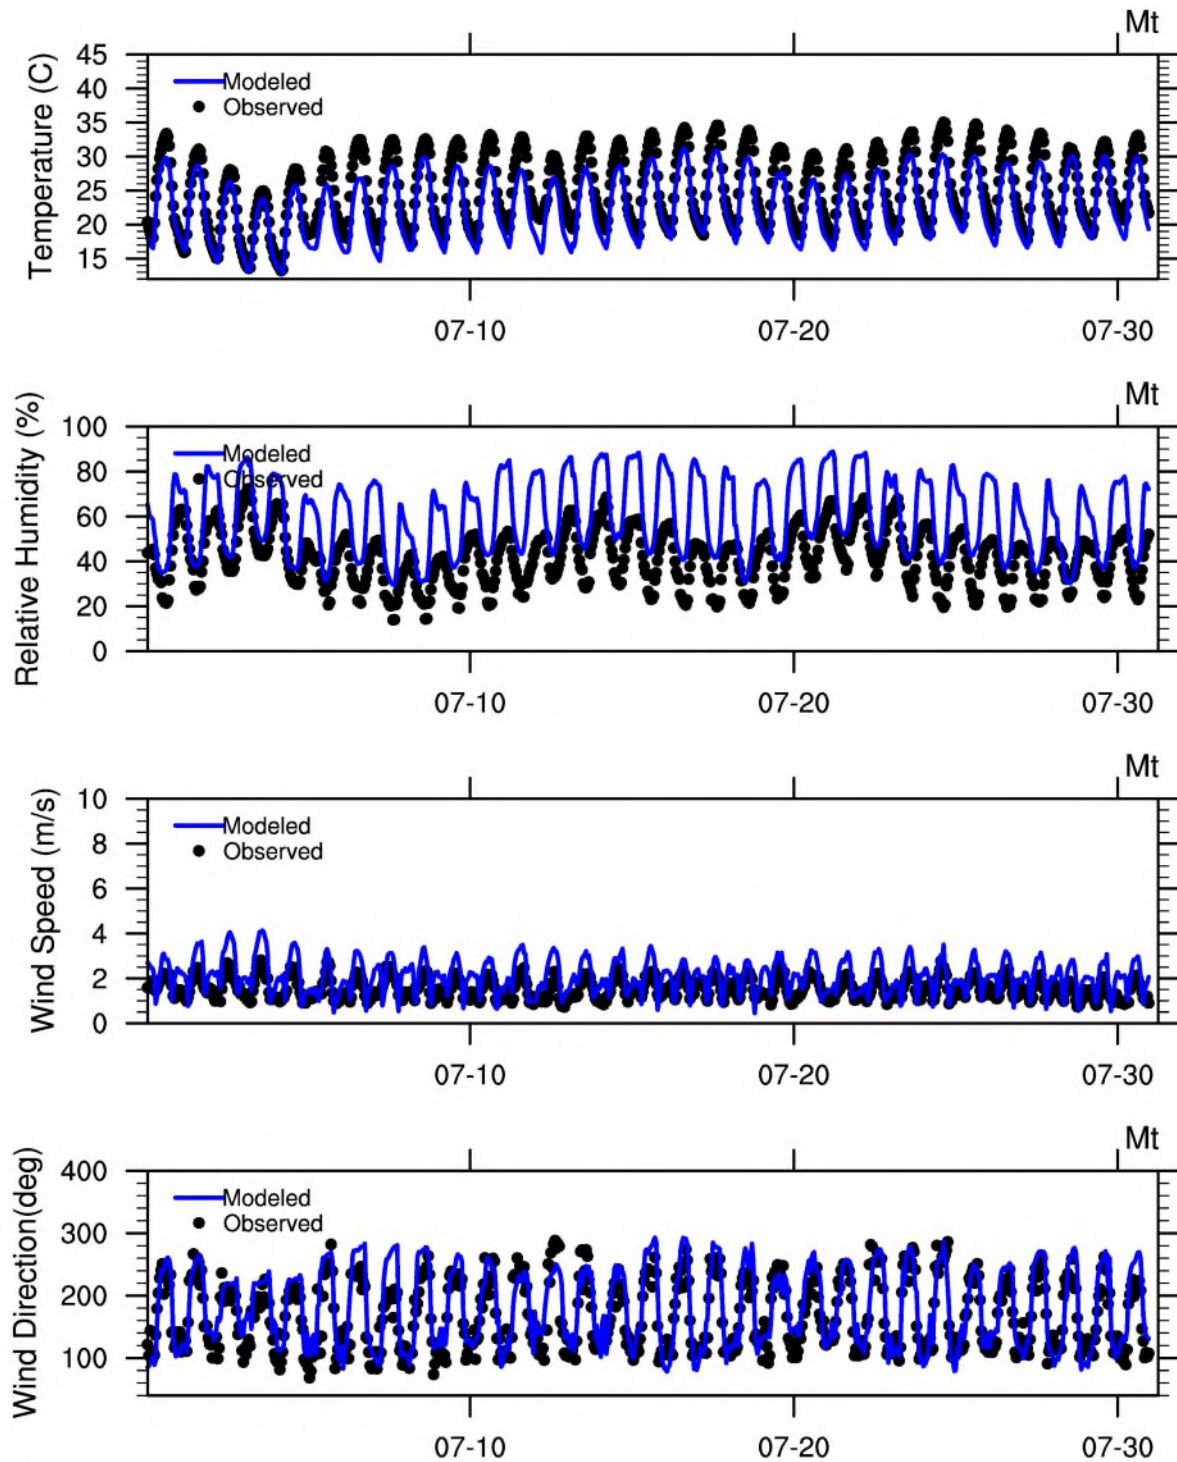 Mt
Temperature (C)
45
40
35
30
25
20
15
Modeled
Observed
07-10 07-20 07-30
Mt
Relative Humidity (%)
100
80
60
40
20
0
Modeled
Observed
07-10 07-20 07-30
Mt
Wind Speed (m/s)
10
8
6
4
2
0
Modeled
Observed
07-10 07-20 07-30
Mt
Wind Direction(deg)
400
300
200
100
Modeled
Observed
07-10 07-20 07-30